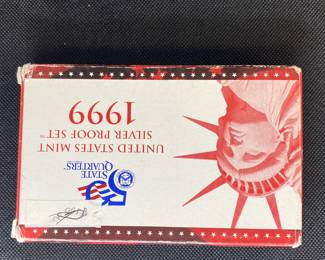 1999
UNITED STATES MINT
SILVER PROOF SET™
50
STATE
QUARTERS